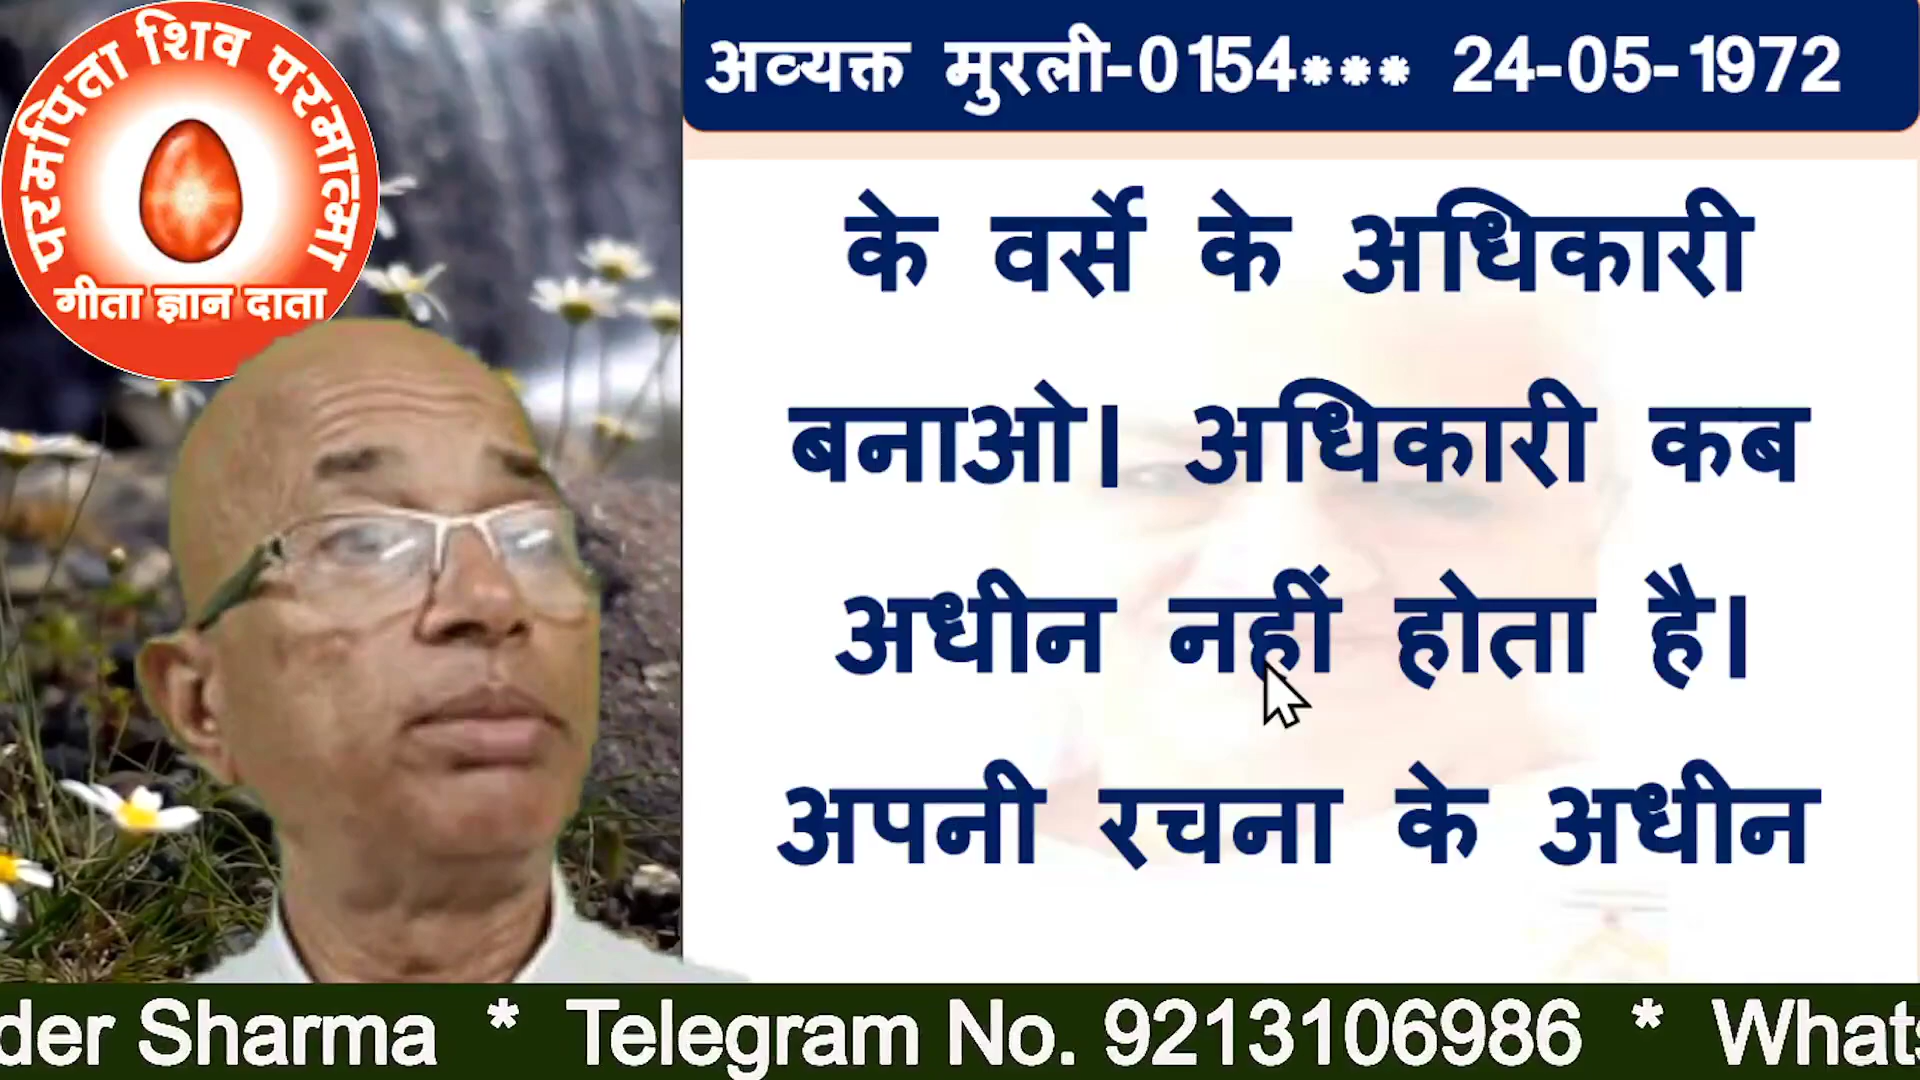 परमपिता शिव परमात्मा
गीता ज्ञान दाता
अव्यक्त मुरली-0154*** 24-05-1972
के वर्से के अधिकारी
बनाओ। अधिकारी कब
अधीन नहीं होता है।
अपनी रचना के अधीन
der Sharma * Telegram No. 9213106986 * Whats